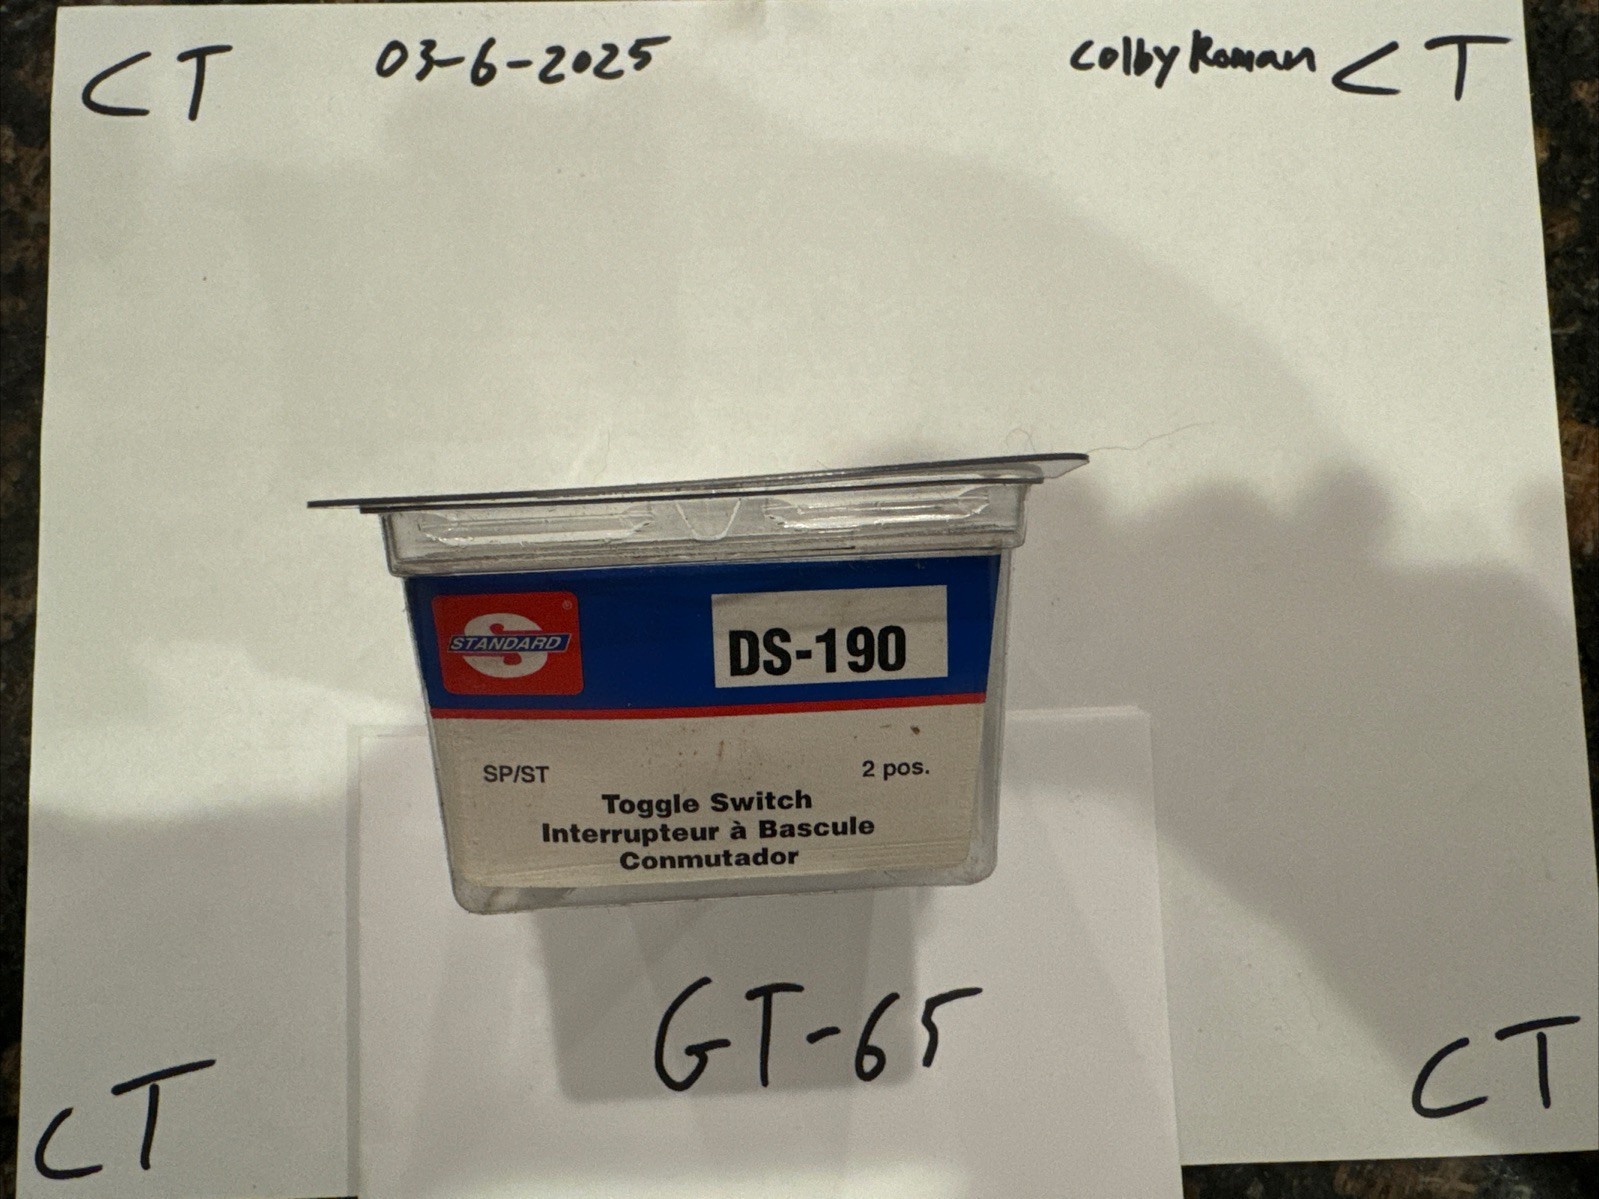 CT 03-6-2025 Colby Roman CT
S ®
STANDARD
DS-190
SP/ST 2 pos.
Toggle Switch
Interrupteur à Bascule
Conmutador
GT-65
CT CT